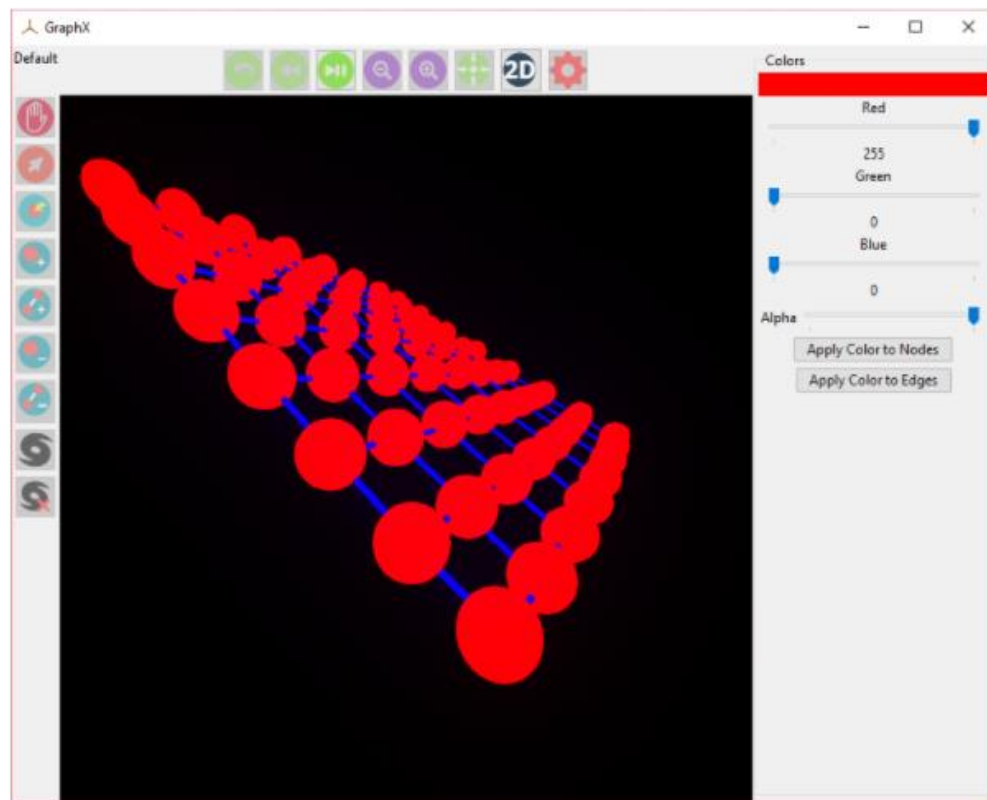 GraphX
Default
2D
Colors
Red
255
Green
0
Blue
0
Alpha
Apply Color to Nodes
Apply Color to Edges